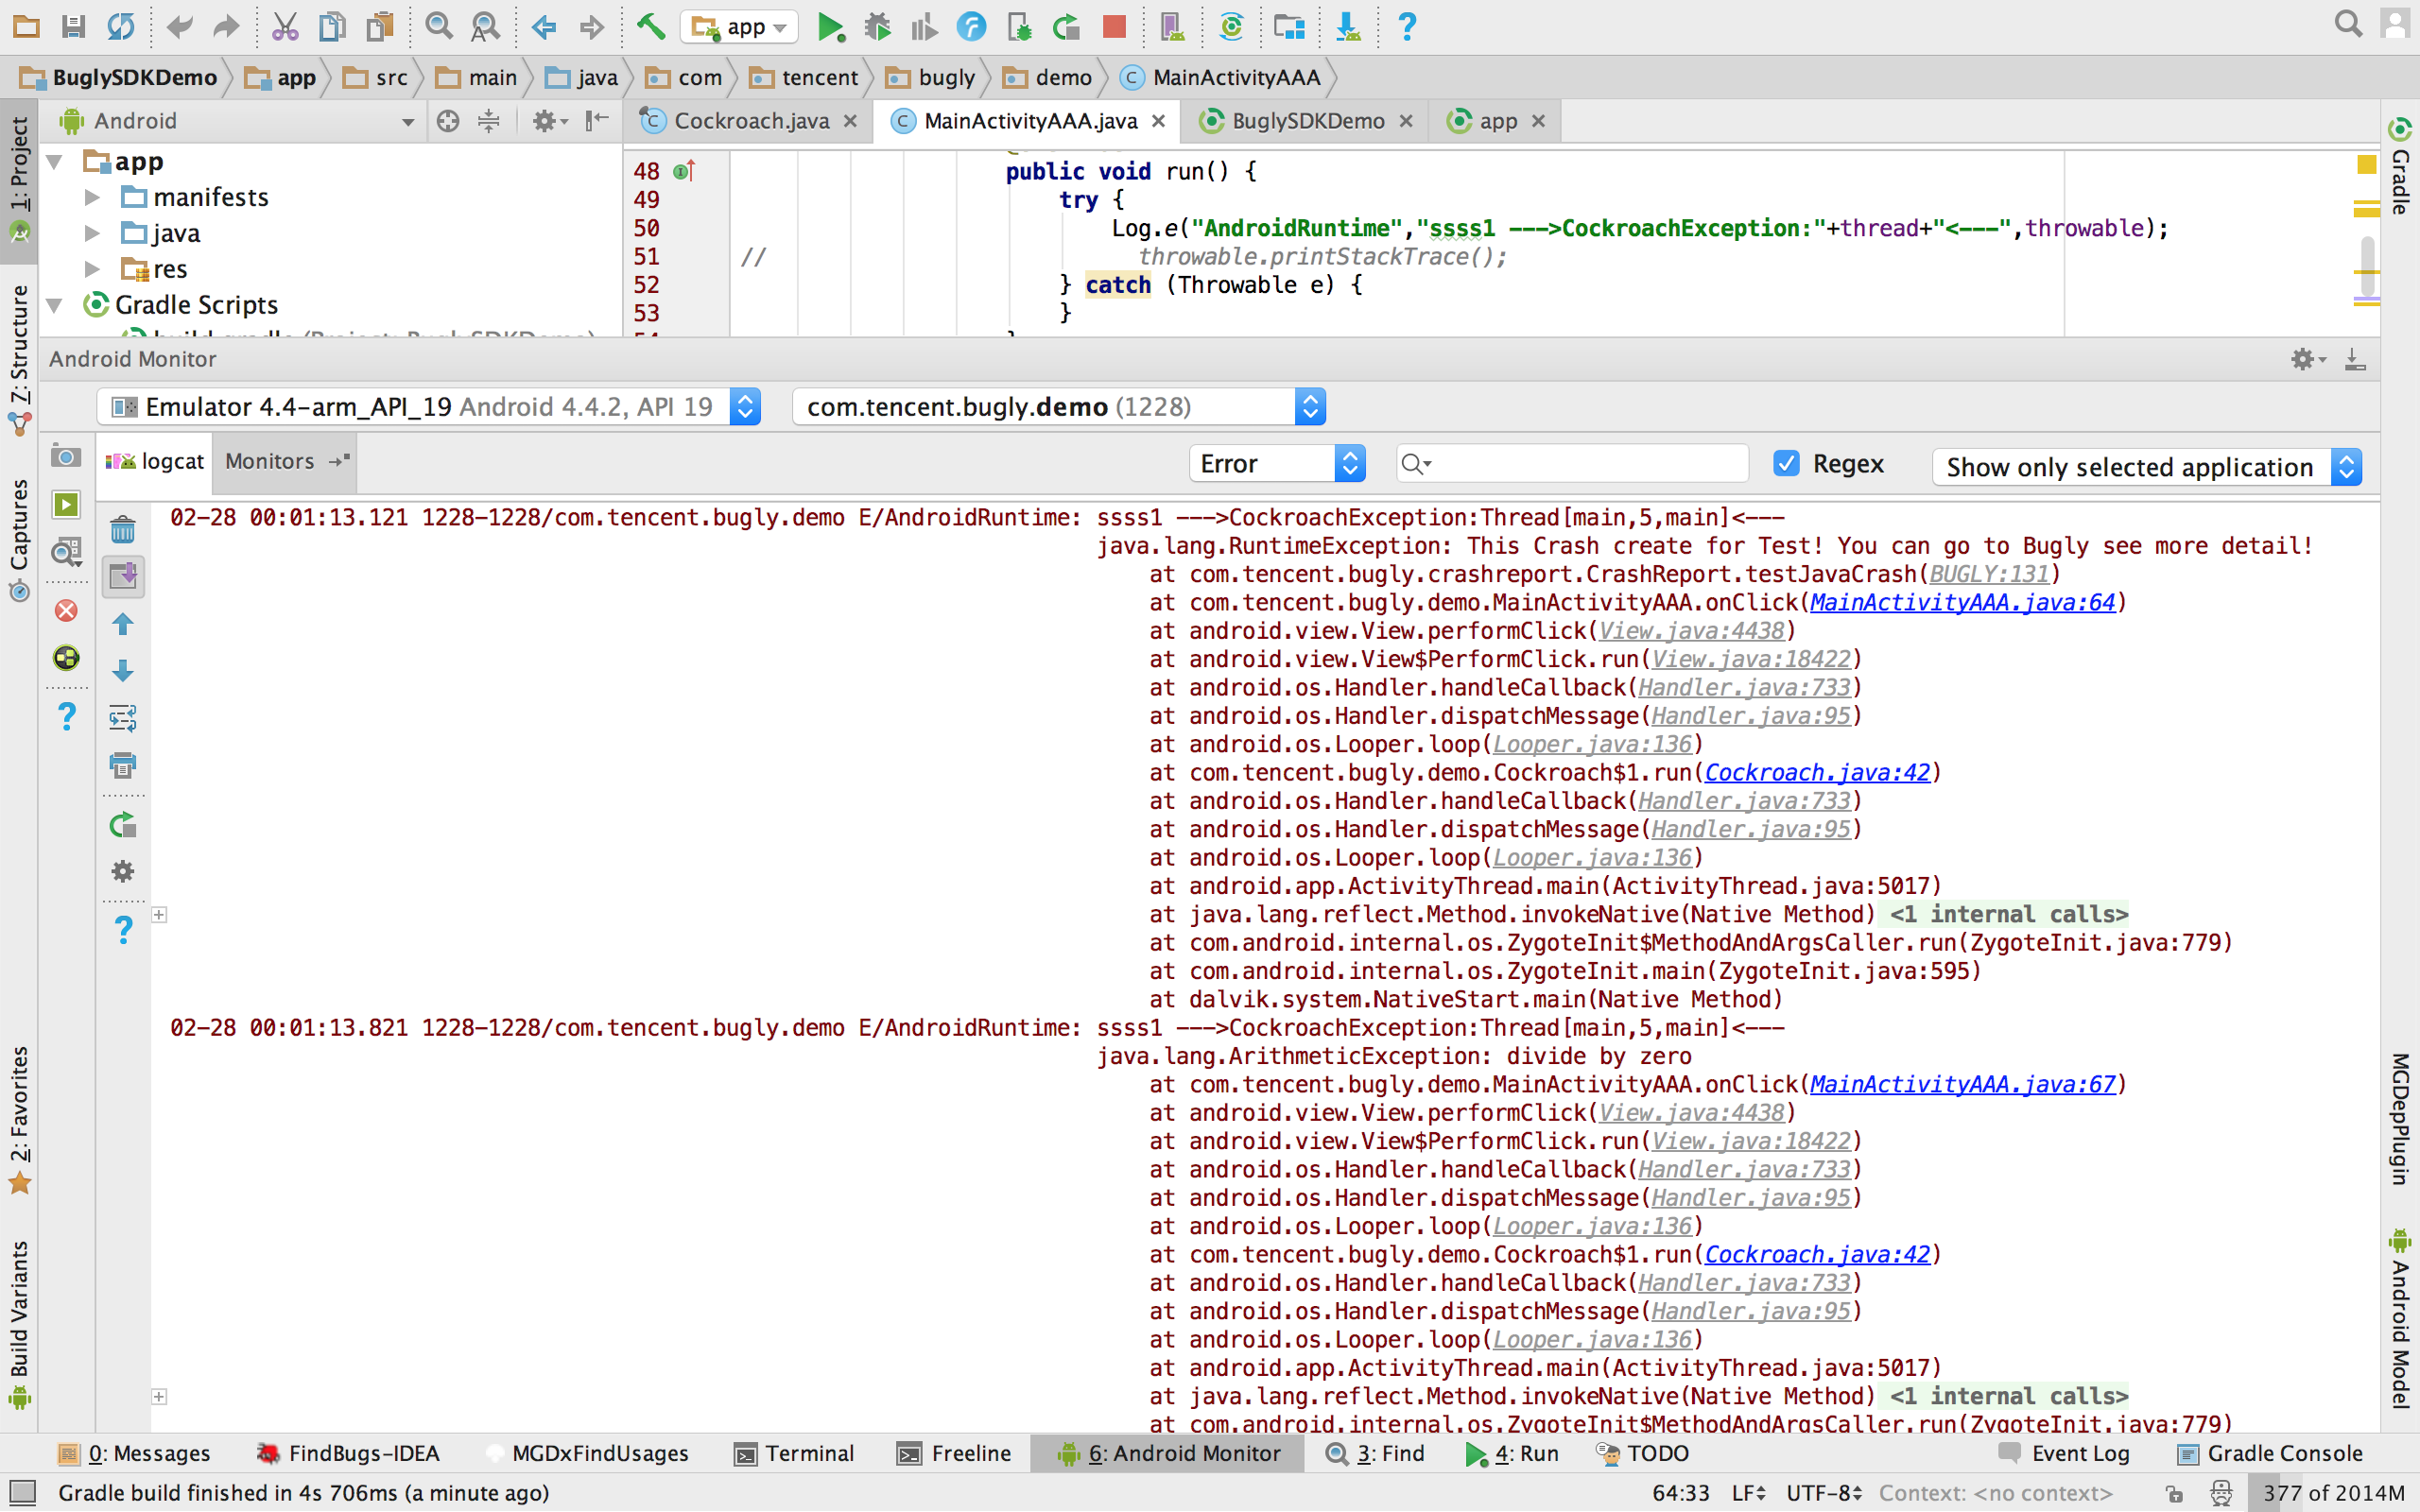 app
BuglySDKDemo app src main java com tencent bugly demo MainActivityAAA
Android
Cockroach.java MainActivityAAA.java BuglySDKDemo app
app
manifests
java
res
Gradle Scripts
build.gradle (Project: BuglySDKDemo)
48 public void run() {
49 try {
50 Log.e("AndroidRuntime","ssss1 --->CockroachException:"+thread+"<---",throwable);
51 // throwable.printStackTrace();
52 } catch (Throwable e) {
53 }
54 }
Android Monitor
Emulator 4.4-arm_API_19 Android 4.4.2, API 19 com.tencent.bugly.demo (1228)
logcat Monitors Error Regex Show only selected application
02-28 00:01:13.121 1228-1228/com.tencent.bugly.demo E/AndroidRuntime: ssss1 --->CockroachException:Thread[main,5,main]<---
java.lang.RuntimeException: This Crash create for Test! You can go to Bugly see more detail!
at com.tencent.bugly.crashreport.CrashReport.testJavaCrash(BUGLY:131)
at com.tencent.bugly.demo.MainActivityAAA.onClick(MainActivityAAA.java:64)
at android.view.View.performClick(View.java:4438)
at android.view.View$PerformClick.run(View.java:18422)
at android.os.Handler.handleCallback(Handler.java:733)
at android.os.Handler.dispatchMessage(Handler.java:95)
at android.os.Looper.loop(Looper.java:136)
at com.tencent.bugly.demo.Cockroach$1.run(Cockroach.java:42)
at android.os.Handler.handleCallback(Handler.java:733)
at android.os.Handler.dispatchMessage(Handler.java:95)
at android.os.Looper.loop(Looper.java:136)
at android.app.ActivityThread.main(ActivityThread.java:5017)
at java.lang.reflect.Method.invokeNative(Native Method) <1 internal calls>
at com.android.internal.os.ZygoteInit$MethodAndArgsCaller.run(ZygoteInit.java:779)
at com.android.internal.os.ZygoteInit.main(ZygoteInit.java:595)
at dalvik.system.NativeStart.main(Native Method)
02-28 00:01:13.821 1228-1228/com.tencent.bugly.demo E/AndroidRuntime: ssss1 --->CockroachException:Thread[main,5,main]<---
java.lang.ArithmeticException: divide by zero
at com.tencent.bugly.demo.MainActivityAAA.onClick(MainActivityAAA.java:67)
at android.view.View.performClick(View.java:4438)
at android.view.View$PerformClick.run(View.java:18422)
at android.os.Handler.handleCallback(Handler.java:733)
at android.os.Handler.dispatchMessage(Handler.java:95)
at android.os.Looper.loop(Looper.java:136)
at com.tencent.bugly.demo.Cockroach$1.run(Cockroach.java:42)
at android.os.Handler.handleCallback(Handler.java:733)
at android.os.Handler.dispatchMessage(Handler.java:95)
at android.os.Looper.loop(Looper.java:136)
at android.app.ActivityThread.main(ActivityThread.java:5017)
at java.lang.reflect.Method.invokeNative(Native Method) <1 internal calls>
at com.android.internal.os.ZygoteInit$MethodAndArgsCaller.run(ZygoteInit.java:779)
1: Project
7: Structure
Captures
2: Favorites
Build Variants
Gradle
MGDepPlugin
Android Model
0: Messages FindBugs-IDEA MGDxFindUsages Terminal Freeline 6: Android Monitor 3: Find 4: Run TODO Event Log Gradle Console
Gradle build finished in 4s 706ms (a minute ago) 64:33 LF UTF-8 Context: <no context> 377 of 2014M